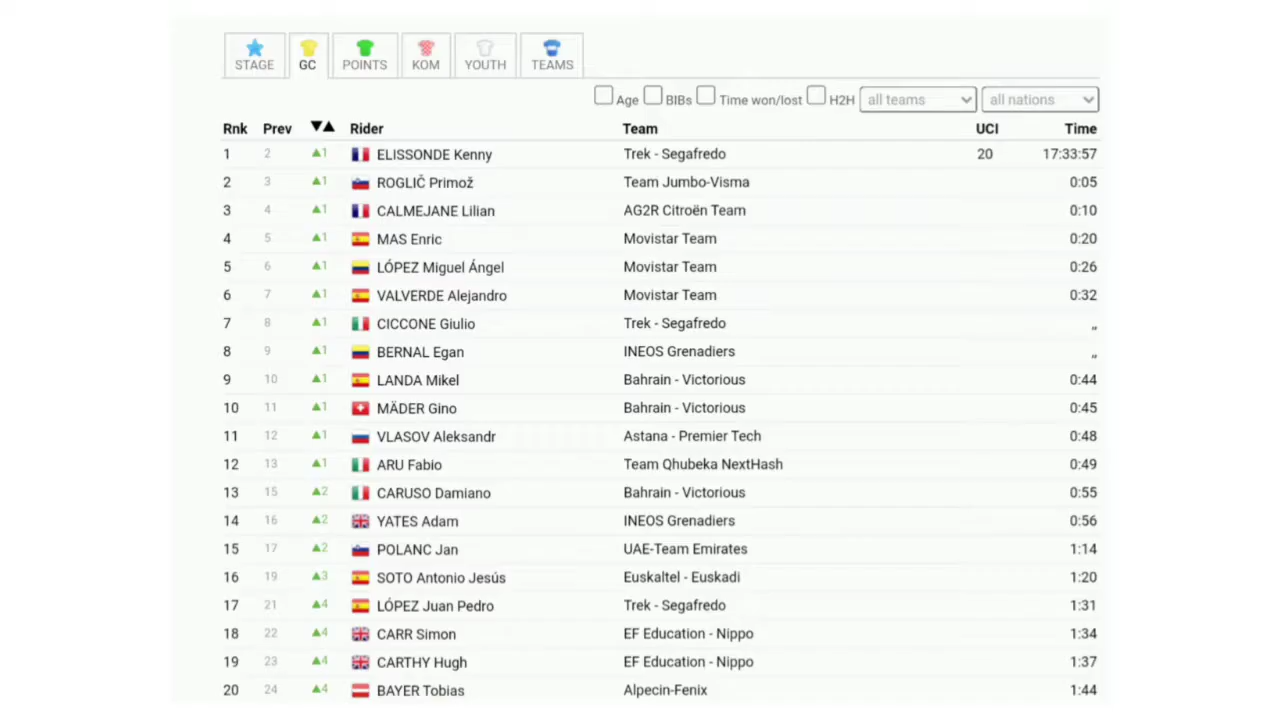 STAGE GC POINTS KOM YOUTH TEAMS
Age BIBs Time won/lost H2H all teams all nations
Rnk Prev ▼▲ Rider Team UCI Time
1 2 ▲1 ELISSONDE Kenny Trek - Segafredo 20 17:33:57
2 3 ▲1 ROGLIČ Primož Team Jumbo-Visma 0:05
3 4 ▲1 CALMEJANE Lilian AG2R Citroën Team 0:10
4 5 ▲1 MAS Enric Movistar Team 0:20
5 6 ▲1 LÓPEZ Miguel Ángel Movistar Team 0:26
6 7 ▲1 VALVERDE Alejandro Movistar Team 0:32
7 8 ▲1 CICCONE Giulio Trek - Segafredo ,,
8 9 ▲1 BERNAL Egan INEOS Grenadiers ,,
9 10 ▲1 LANDA Mikel Bahrain - Victorious 0:44
10 11 ▲1 MÄDER Gino Bahrain - Victorious 0:45
11 12 ▲1 VLASOV Aleksandr Astana - Premier Tech 0:48
12 13 ▲1 ARU Fabio Team Qhubeka NextHash 0:49
13 15 ▲2 CARUSO Damiano Bahrain - Victorious 0:55
14 16 ▲2 YATES Adam INEOS Grenadiers 0:56
15 17 ▲2 POLANC Jan UAE-Team Emirates 1:14
16 19 ▲3 SOTO Antonio Jesús Euskaltel - Euskadi 1:20
17 21 ▲4 LÓPEZ Juan Pedro Trek - Segafredo 1:31
18 22 ▲4 CARR Simon EF Education - Nippo 1:34
19 23 ▲4 CARTHY Hugh EF Education - Nippo 1:37
20 24 ▲4 BAYER Tobias Alpecin-Fenix 1:44